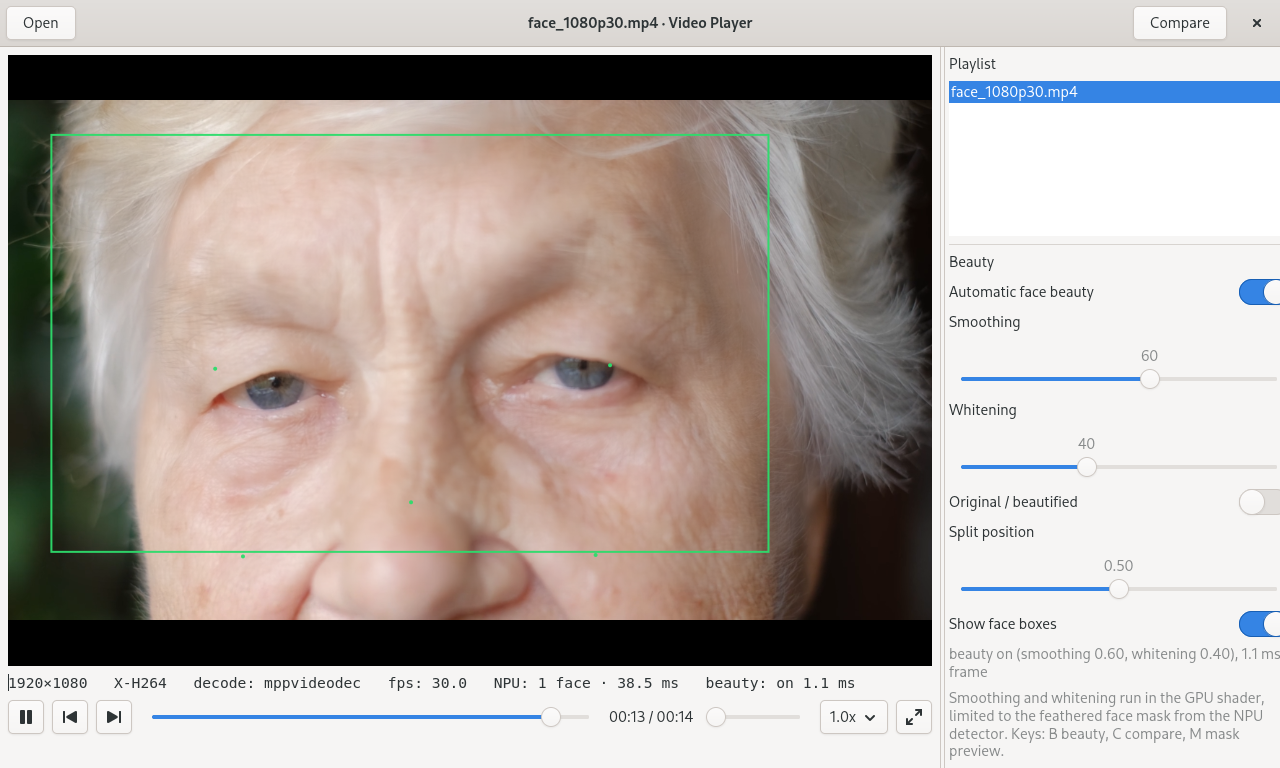 Open
face_1080p30.mp4 · Video Player
Compare
Playlist
face_1080p30.mp4
Beauty
Automatic face beauty
Smoothing
60
Whitening
40
Original / beautified
Split position
0.50
Show face boxes
beauty on (smoothing 0.60, whitening 0.40), 1.1 ms
frame
Smoothing and whitening run in the GPU shader,
limited to the feathered face mask from the NPU
detector. Keys: B beauty, C compare, M mask
preview.
1920×1080 X-H264 decode: mppvideodec fps: 30.0 NPU: 1 face · 38.5 ms beauty: on 1.1 ms
00:13 / 00:14
1.0x